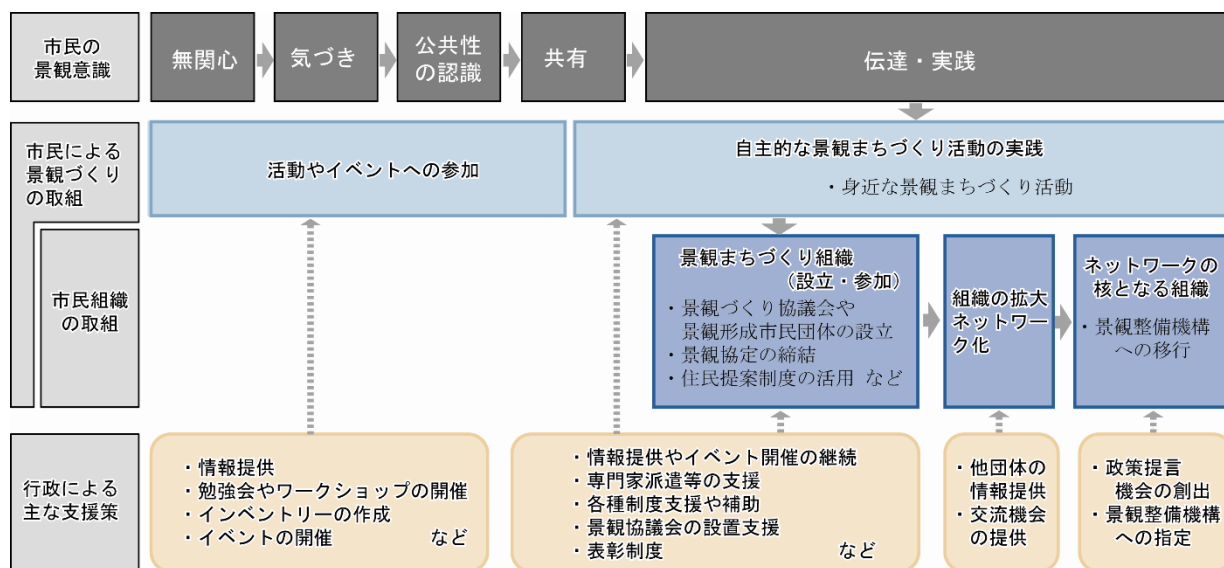 市民の
景観意識
無関心
気づき
公共性
の認識
共有
伝達・実践
市民による
景観づくり
の取組
活動やイベントへの参加
自主的な景観まちづくり活動の実践
・身近な景観まちづくり活動
市民組織
の取組
景観まちづくり組織
（設立・参加）
・景観づくり協議会や
景観形成市民団体の設立
・景観協定の締結
・住民提案制度の活用 など
組織の拡大
ネットワー
ク化
ネットワークの
核となる組織
・景観整備機構
への移行
行政による
主な支援策
・情報提供
・勉強会やワークショップの開催
・インベントリーの作成
・イベントの開催 など
・情報提供やイベント開催の継続
・専門家派遣等の支援
・各種制度支援や補助
・景観協議会の設置支援
・表彰制度 など
・他団体の
情報提供
・交流機会
の提供
・政策提言
機会の創出
・景観整備機構
への指定